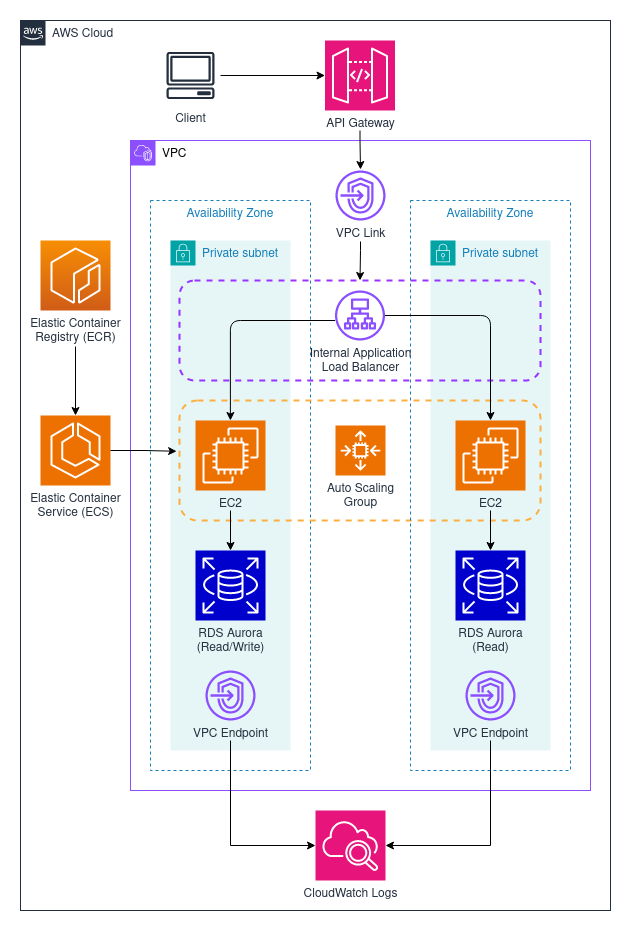 aws
AWS Cloud
Client
API Gateway
VPC
VPC Link
Availability Zone
Availability Zone
Private subnet
Private subnet
Elastic Container
Registry (ECR)
Internal Application
Load Balancer
Elastic Container
Service (ECS)
EC2
Auto Scaling
Group
EC2
RDS Aurora
(Read/Write)
RDS Aurora
(Read)
VPC Endpoint
VPC Endpoint
CloudWatch Logs